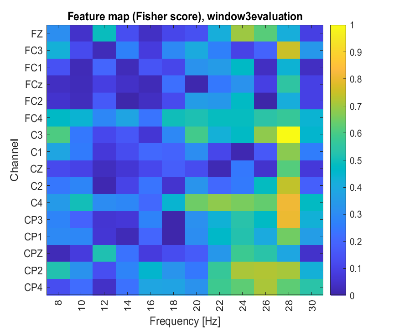 Feature map (Fisher score), window3evaluation
FZ
FC3
FC1
FCz
FC2
FC4
C3
C1
CZ
C2
C4
CP3
CP1
CPZ
CP2
CP4
Channel
8 10 12 14 16 18 20 22 24 26 28 30
Frequency [Hz]
1
0.9
0.8
0.7
0.6
0.5
0.4
0.3
0.2
0.1
0